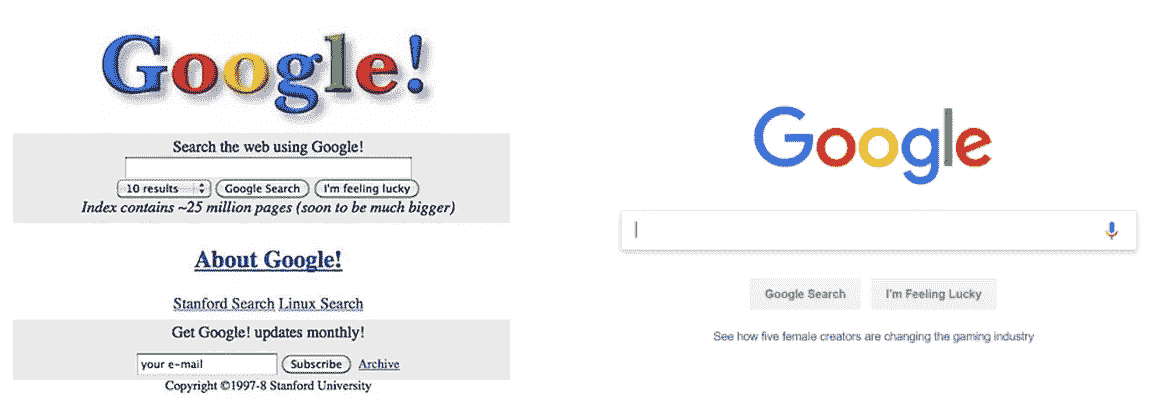 Google!
Search the web using Google!
10 results Google Search I'm feeling lucky
Index contains ~25 million pages (soon to be much bigger)
About Google!
Stanford Search Linux Search
Get Google! updates monthly!
your e-mail Subscribe Archive
Copyright ©1997-8 Stanford University
Google
Google Search I'm Feeling Lucky
See how five female creators are changing the gaming industry